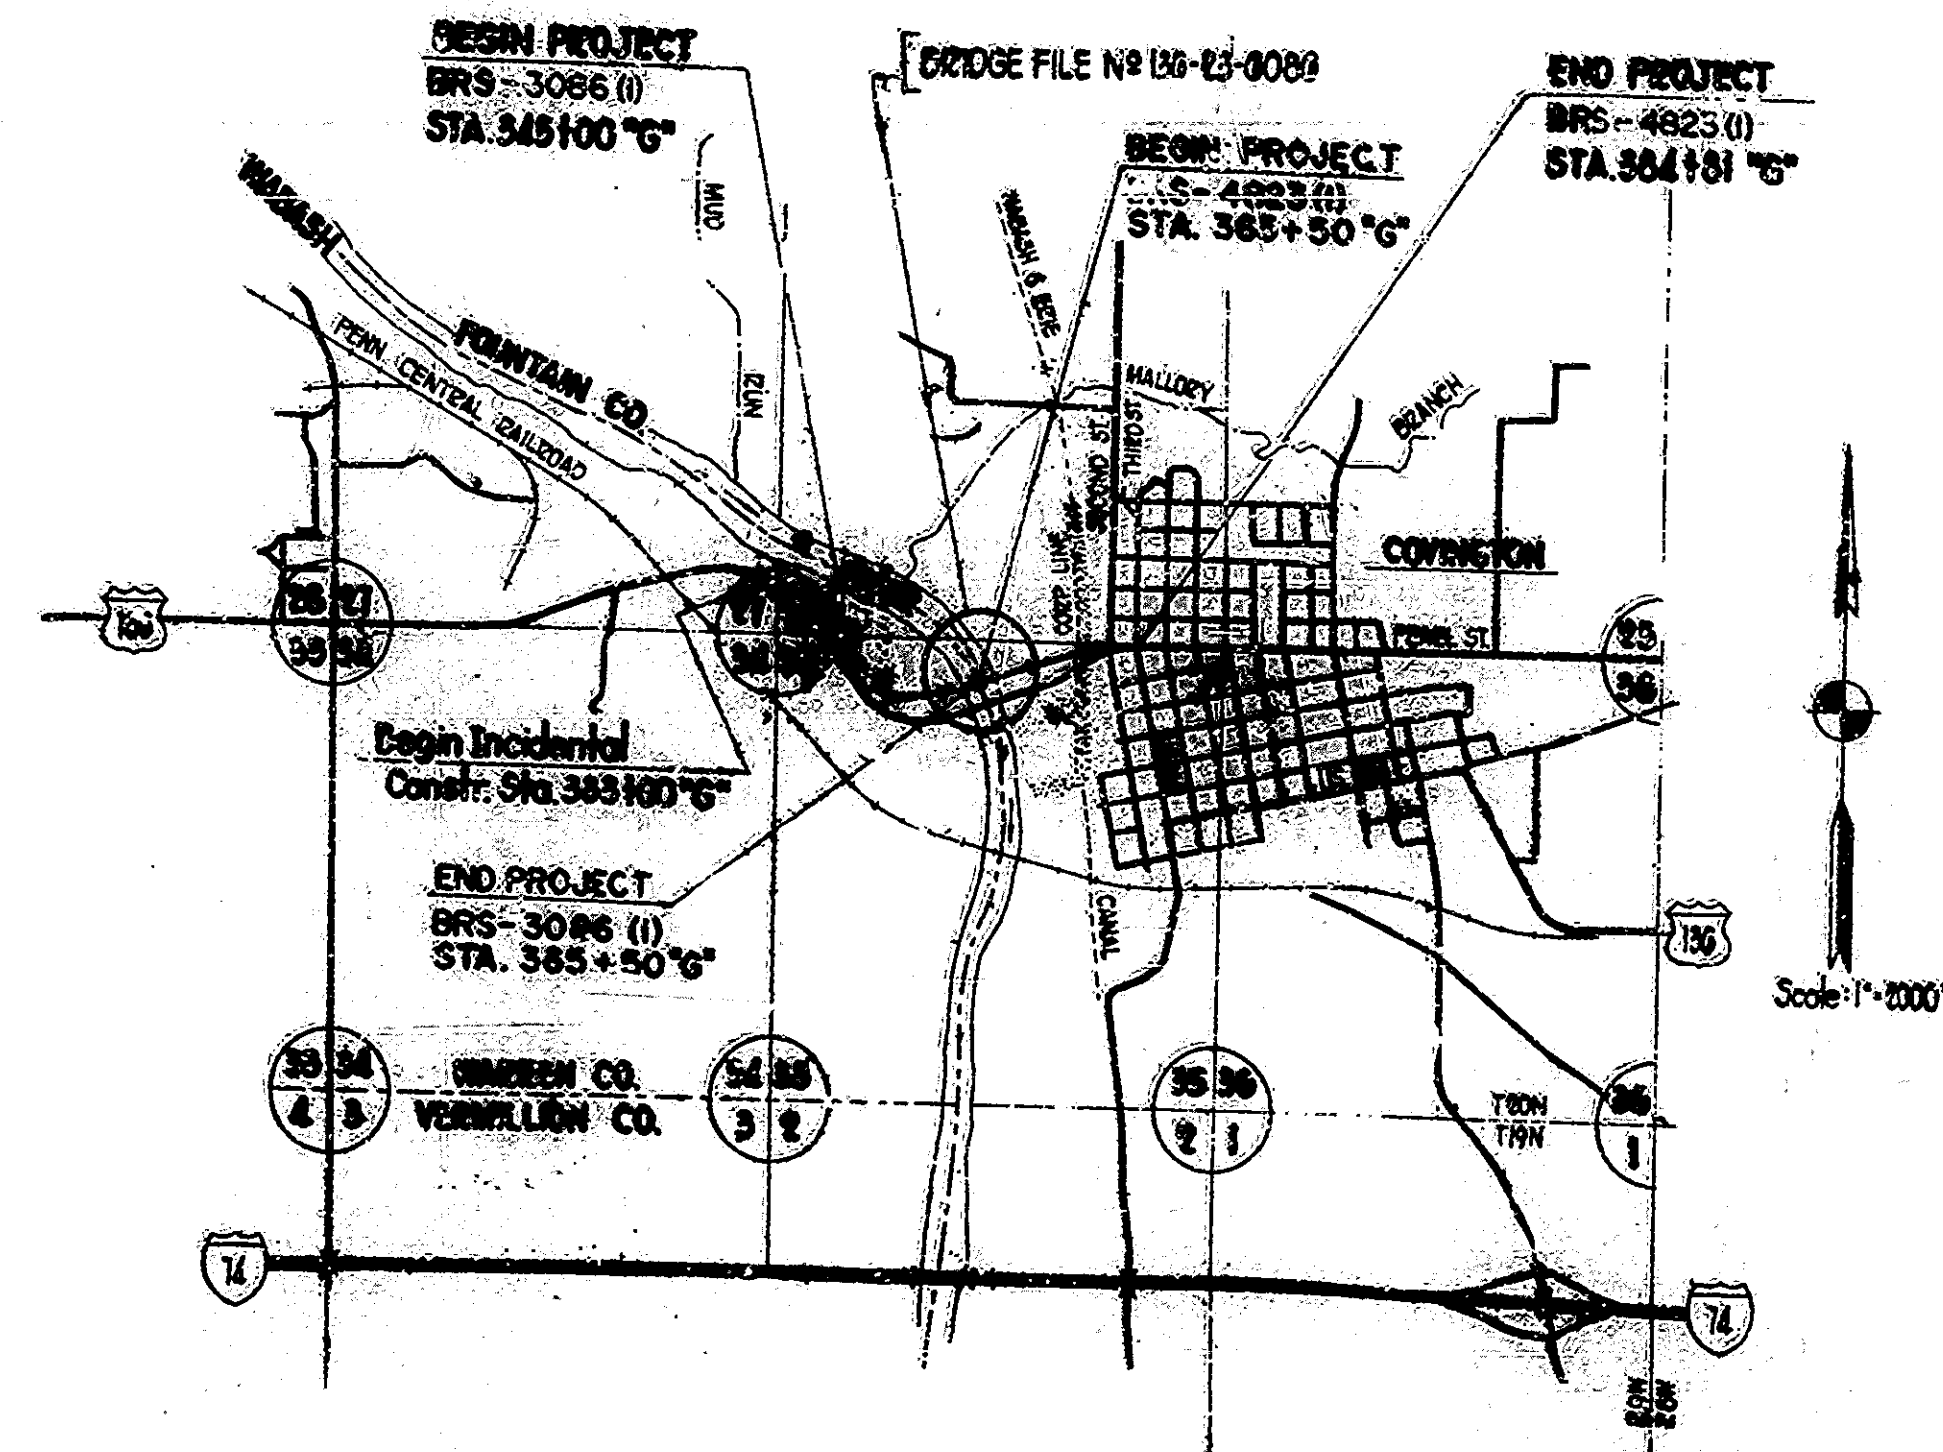 BEGIN PROJECT
BRS-3086 (1)
STA. 345+00 "G"
BRIDGE FILE Nº
END PROJECT
BRS-4823 (1)
STA. 384+81 "G"
BEGIN PROJECT
STA. 365+50 "G"
WABASH
MUD
RUN
WABASH & ERIE
FOUNTAIN CO.
PENN CENTRAL RAILROAD
MALLORY
BRANCH
SECOND ST.
THIRD ST.
CORP. LINE
COVINGTON
PEARL ST.
25
36
Begin Incidental
Constr. Sta. 383+00 "G"
END PROJECT
BRS-3086 (1)
STA. 365+50 "G"
CANAL
136
Scale: 1"=2000'
33 34
4 3
WARREN CO.
VERMILLION CO.
34 35
3 2
35 36
2 1
T20N
T19N
36
1
74
74